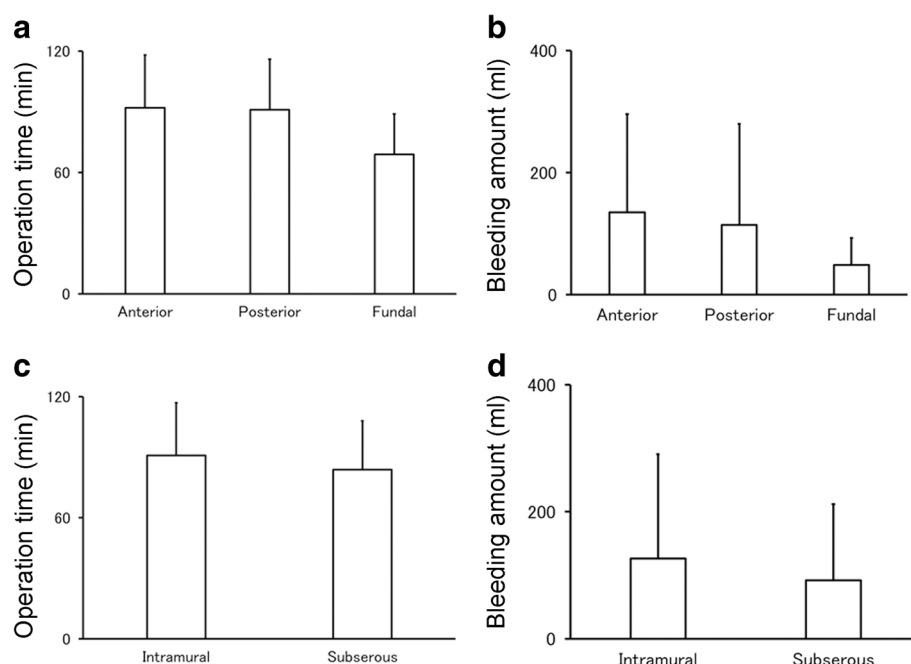 a
Operation time (min)
120
60
0
Anterior Posterior Fundal
b
Bleeding amount (ml)
400
200
0
Anterior Posterior Fundal
c
Operation time (min)
120
60
0
Intramural Subserous
d
Bleeding amount (ml)
400
200
0
Intramural Subserous